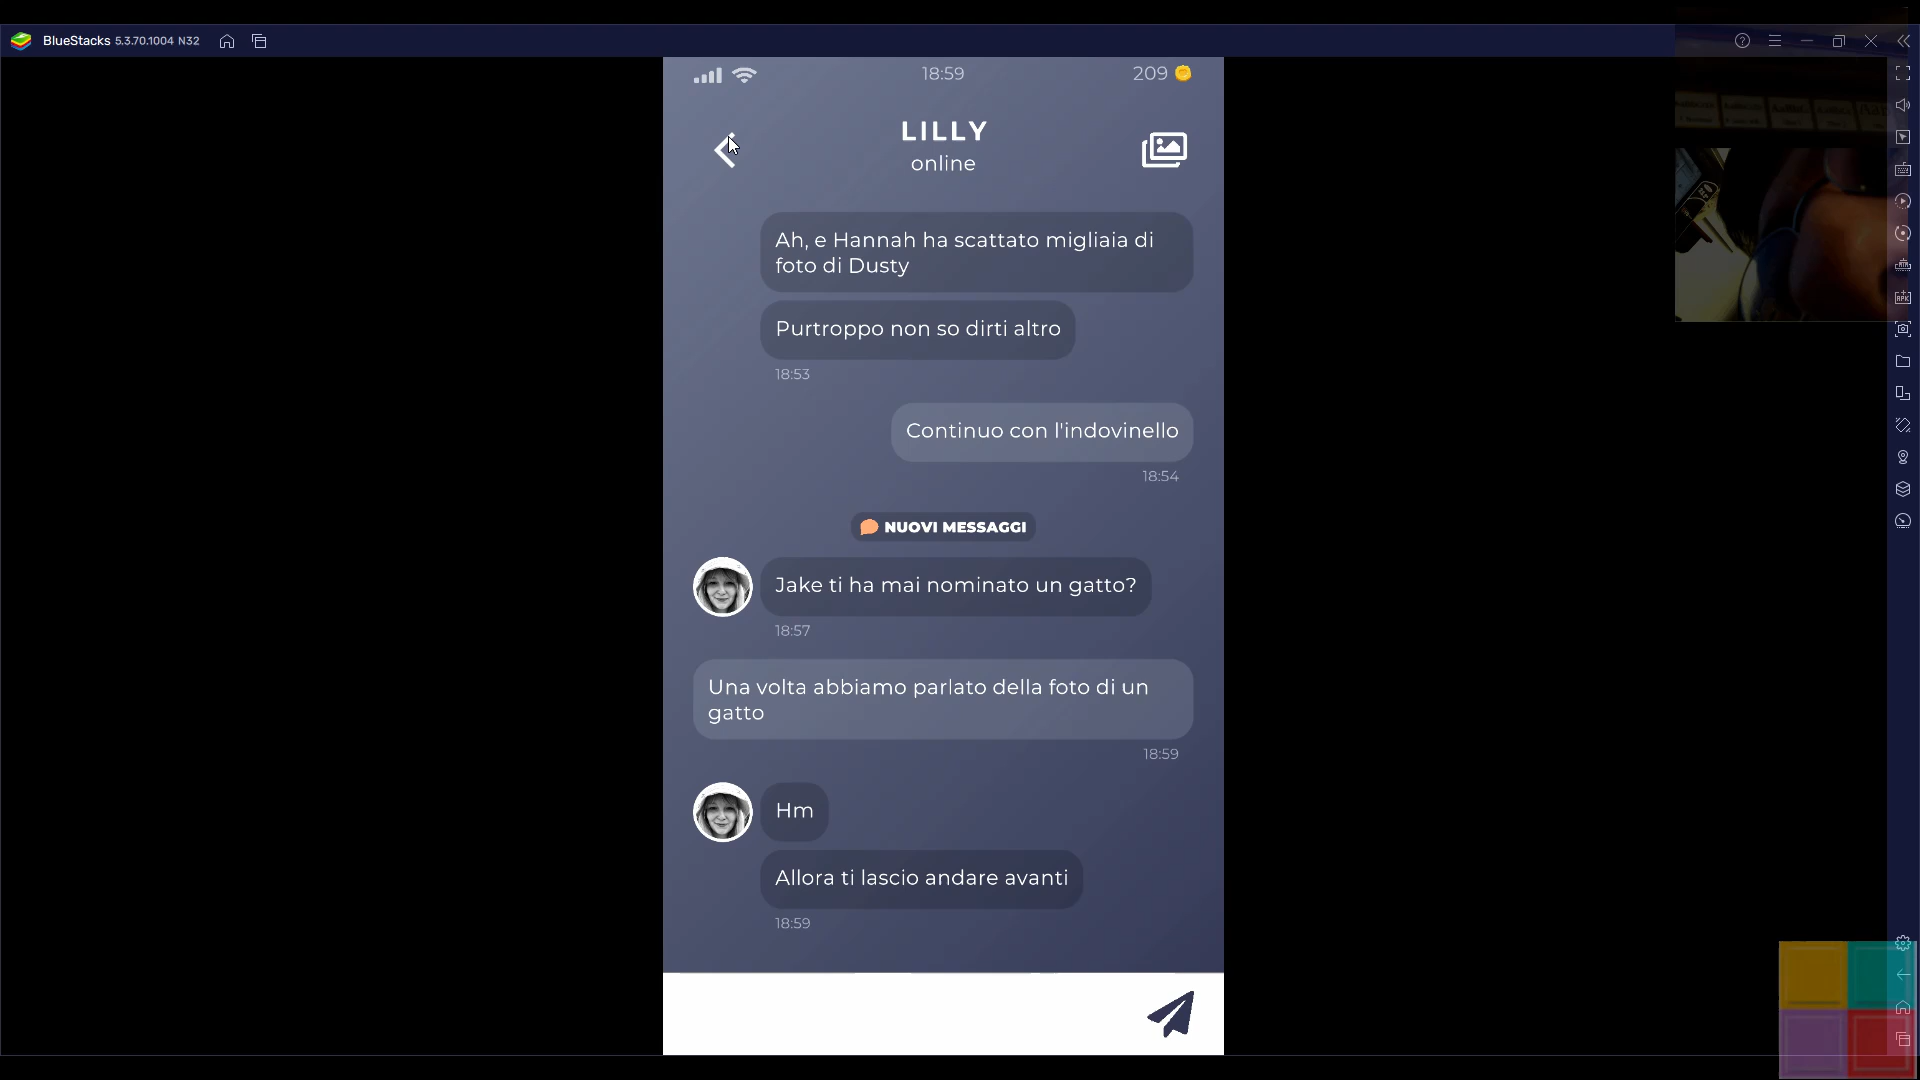 BlueStacks 5.3.70.1004 N32
18:59
209
LILLY
online
Ah, e Hannah ha scattato migliaia di
foto di Dusty
Purtroppo non so dirti altro
18:53
Continuo con l'indovinello
18:54
NUOVI MESSAGGI
Jake ti ha mai nominato un gatto?
18:57
Una volta abbiamo parlato della foto di un
gatto
18:59
Hm
Allora ti lascio andare avanti
18:59